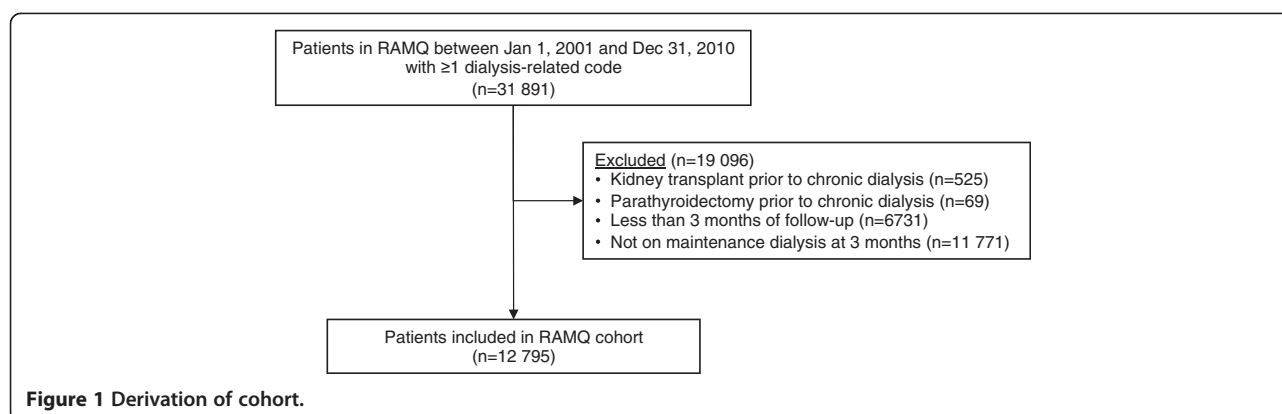 Patients in RAMQ between Jan 1, 2001 and Dec 31, 2010
with ≥1 dialysis-related code
(n=31 891)
Excluded (n=19 096)
• Kidney transplant prior to chronic dialysis (n=525)
• Parathyroidectomy prior to chronic dialysis (n=69)
• Less than 3 months of follow-up (n=6731)
• Not on maintenance dialysis at 3 months (n=11 771)
Patients included in RAMQ cohort
(n=12 795)
Figure 1 Derivation of cohort.